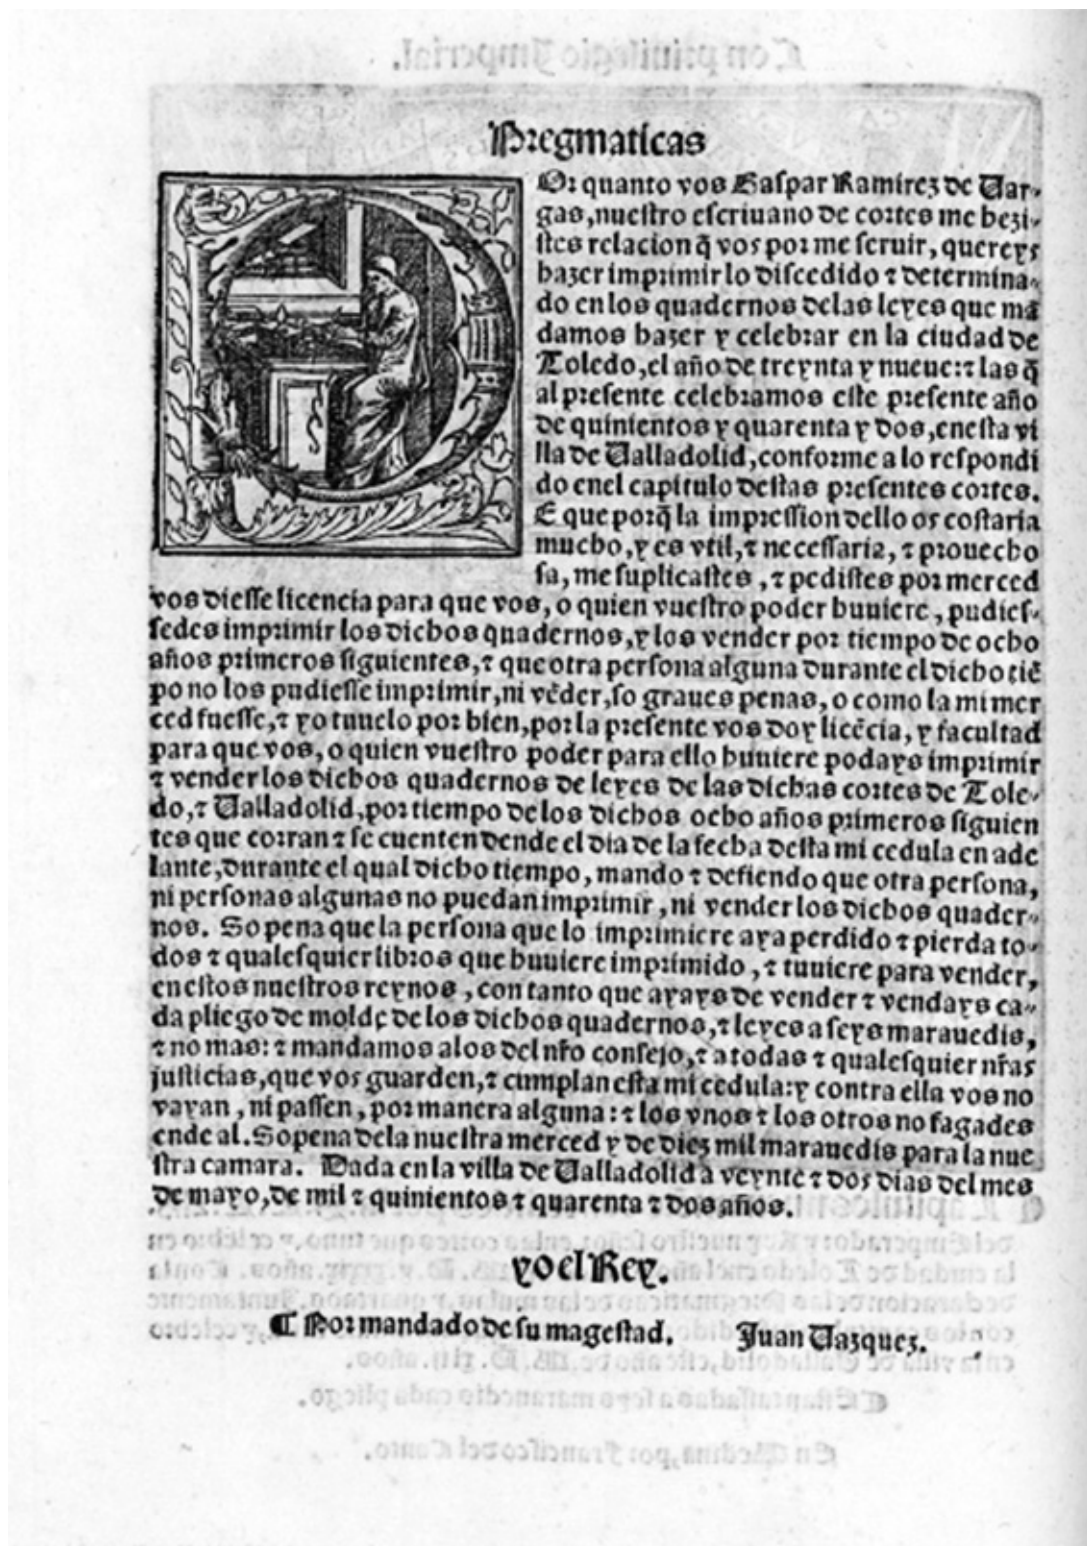 Pregmaticas
POr quanto vos Gaspar Ramirez de Uar-
gas, nuestro escriuano de cortes me hezi-
stes relacion q̃ vos por me seruir, quereys
hazer imprimir lo discedido ⁊ determina-
do en los quadernos delas leyes que mã
damos hazer y celebrar en la ciudad de
Toledo, el año de treynta y nueue: ⁊ las q̃
al presente celebramos este presente año
de quinientos y quarenta y dos, enesta vi
lla de Ualladolid, conforme a lo respondi
do enel capitulo destas presentes cortes.
E que porq̃ la impression dello os costaria
mucho, y es vtil, ⁊ necessaria, ⁊ prouecho
sa, me suplicastes, ⁊ pedistes por merced
vos diesse licencia para que vos, o quien vuestro poder huuiere, pudies-
sedes imprimir los dichos quadernos, y los vender por tiempo de ocho
años primeros siguientes, ⁊ que otra persona alguna durante el dicho tiẽ
po no los pudiesse imprimir, ni vẽder, so graues penas, o como la mi mer
ced fuesse, ⁊ yo tuuelo por bien, por la presente vos doy licẽcia, y facultad
para que vos, o quien vuestro poder para ello huuiere podays imprimir
⁊ vender los dichos quadernos de leyes de las dichas cortes de Tole-
do, ⁊ Ualladolid, por tiempo de los dichos ocho años primeros siguien
tes que corran ⁊ se cuenten dende el dia de la fecha desta mi cedula en ade
lante, durante el qual dicho tiempo, mando ⁊ defiendo que otra persona,
ni personas algunas no puedan imprimir, ni vender los dichos quader-
nos. So pena que la persona que lo imprimiere aya perdido ⁊ pierda to-
dos ⁊ qualesquier libros que huuiere imprimido, ⁊ tuuiere para vender,
enestos nuestros reynos, con tanto que ayays de vender ⁊ vendays ca-
da pliego de molde de los dichos quadernos, ⁊ leyes a seys marauedis,
⁊ no mas: ⁊ mandamos alos del nr̃o consejo, ⁊ a todas ⁊ qualesquier nr̃as
justicias, que vos guarden, ⁊ cumplan esta mi cedula: y contra ella vos no
vayan, ni passen, por manera alguna: ⁊ los vnos ⁊ los otros no fagades
ende al. So pena dela nuestra merced y de diez mil marauedis para la nue
stra camara. Dada en la villa de Ualladolid a veynte ⁊ dos dias del mes
de mayo, de mil ⁊ quinientos ⁊ quarenta ⁊ dos años.
yo el Rey.
¶ Por mandado de su magestad. Juan Uazquez.